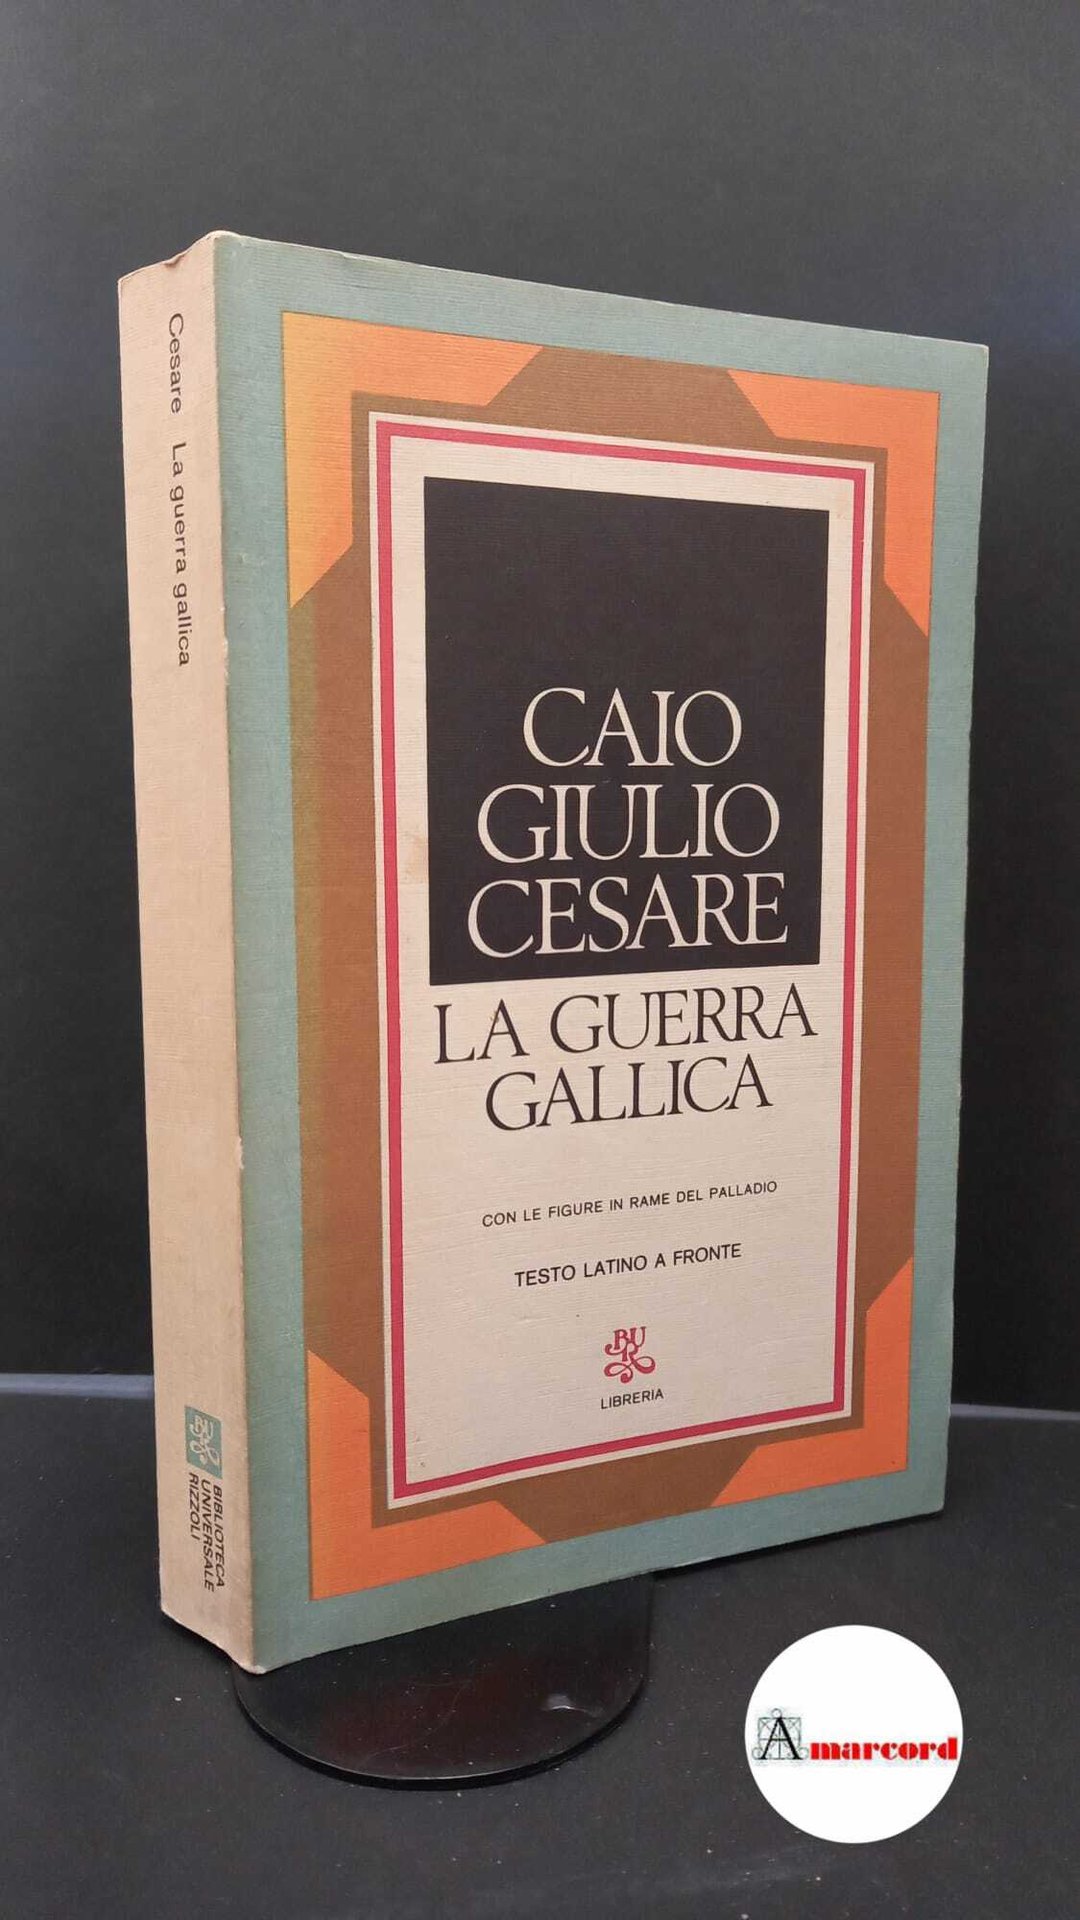 Cesare La guerra gallica
BUR
BIBLIOTECA
UNIVERSALE
RIZZOLI
CAIO
GIULIO
CESARE
LA GUERRA
GALLICA
CON LE FIGURE IN RAME DEL PALLADIO
TESTO LATINO A FRONTE
BUR
LIBRERIA
Amarcord